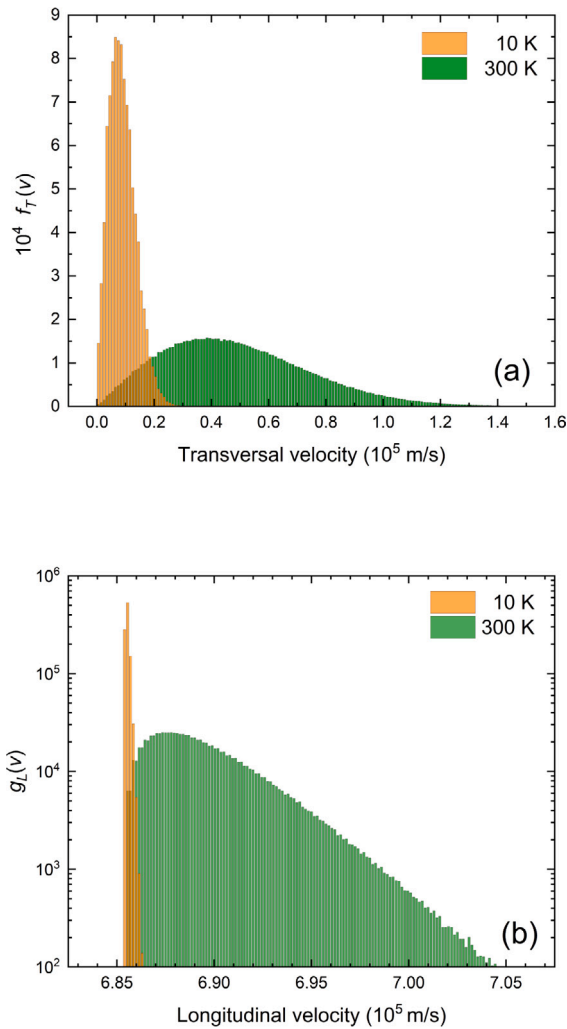 9
8
7
6
5
4
3
2
1
0
10⁴ f_T(v)
10 K
300 K
(a)
0.0 0.2 0.4 0.6 0.8 1.0 1.2 1.4 1.6
Transversal velocity (10⁵ m/s)
10⁶
10⁵
10⁴
10³
10²
g_L(v)
10 K
300 K
(b)
6.85 6.90 6.95 7.00 7.05
Longitudinal velocity (10⁵ m/s)